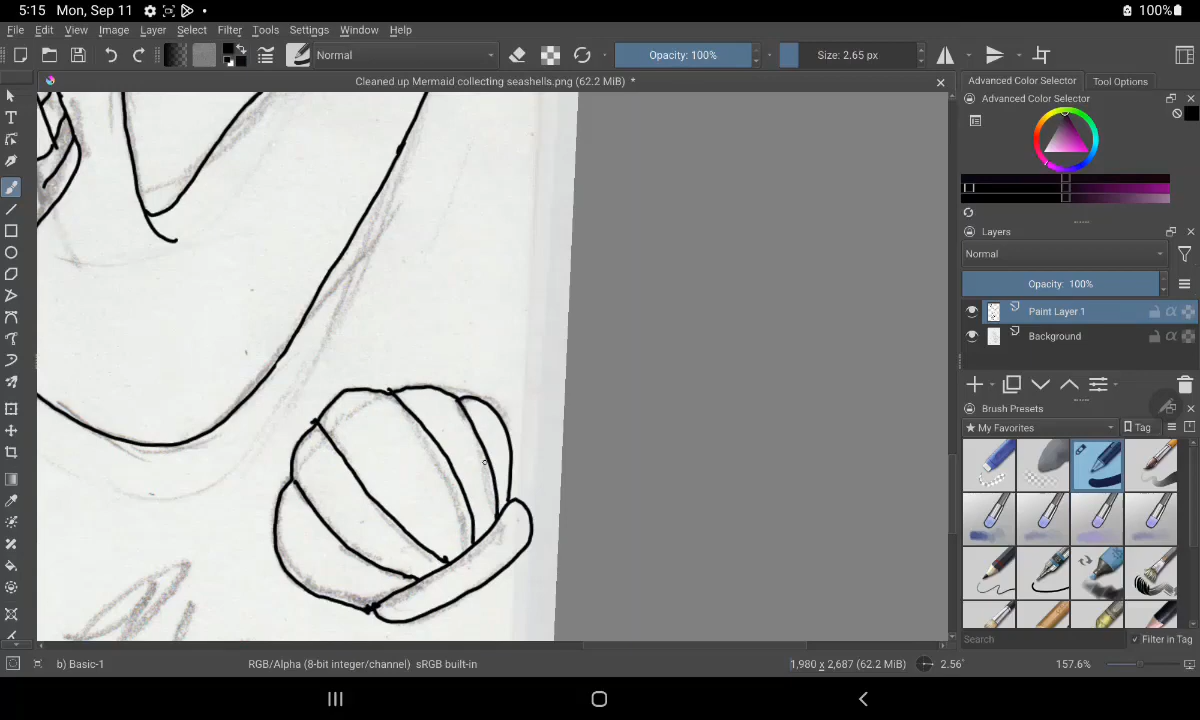 5:15 Mon, Sep 11 100%
File Edit View Image Layer Select Filter Tools Settings Window Help
Normal Opacity: 100% Size: 2.65 px
Cleaned up Mermaid collecting seashells.png (62.2 MiB) *
Advanced Color Selector Tool Options
Advanced Color Selector
Layers
Normal
Opacity: 100%
Paint Layer 1
Background
Brush Presets
★ My Favorites Tag
Search Filter in Tag
b) Basic-1 RGB/Alpha (8-bit integer/channel) sRGB built-in 1,980 x 2,687 (62.2 MiB) 2.56° 157.6%